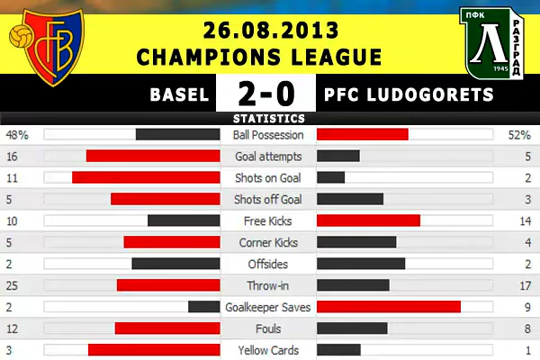 26.08.2013
CHAMPIONS LEAGUE
FCB
ПФК
Л
РАЗГРАД
1945
BASEL 2-0 PFC LUDOGORETS
STATISTICS
48% Ball Possession 52%
16 Goal attempts 5
11 Shots on Goal 2
5 Shots off Goal 3
10 Free Kicks 14
5 Corner Kicks 4
2 Offsides 2
25 Throw-in 17
2 Goalkeeper Saves 9
12 Fouls 8
3 Yellow Cards 1